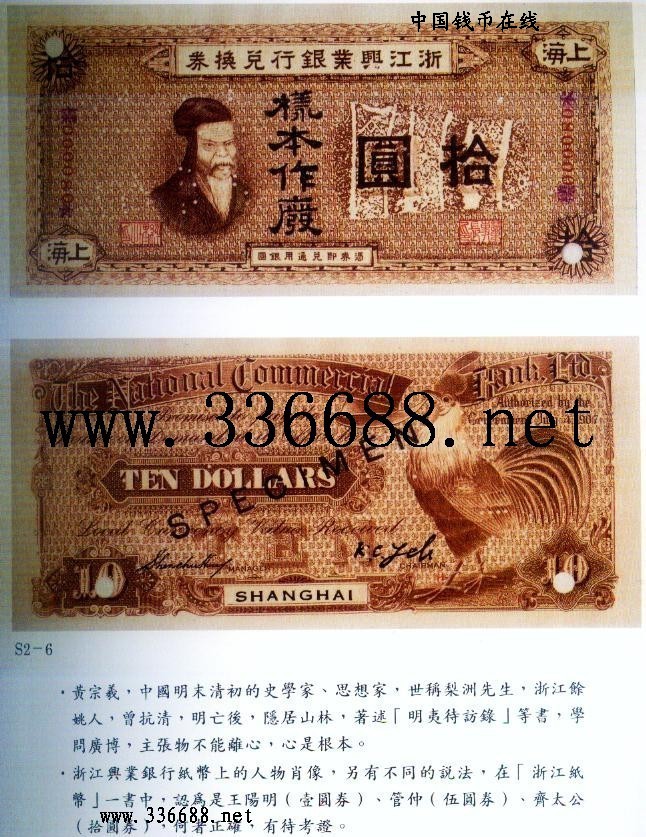 中国钱币在线
上海
浙江興業銀行兌換券
拾
樣本作廢
拾圓
上海
憑券即兌通用銀圓
拾
The National Commercial Bank, Ltd.
Authorized by the
www.336688.net
TEN DOLLARS
SPECIMEN
Local Currency Value Received
MANAGER
CHAIRMAN
10
SHANGHAI
10
S2-6
·黃宗羲,中國明末清初的史學家、思想家,世稱梨洲先生,浙江餘
姚人,曾抗清,明亡後,隱居山林,著述「明夷待訪錄」等書,學
問廣博,主張物不能離心,心是根本。
·浙江興業銀行紙幣上的人物肖像,另有不同的說法,在「浙江紙
幣」一書中,認爲是王陽明(壹圓券)、管仲(伍圓券)、齊太公
www.336688.net
(拾圓券),何者正確,有待考證。